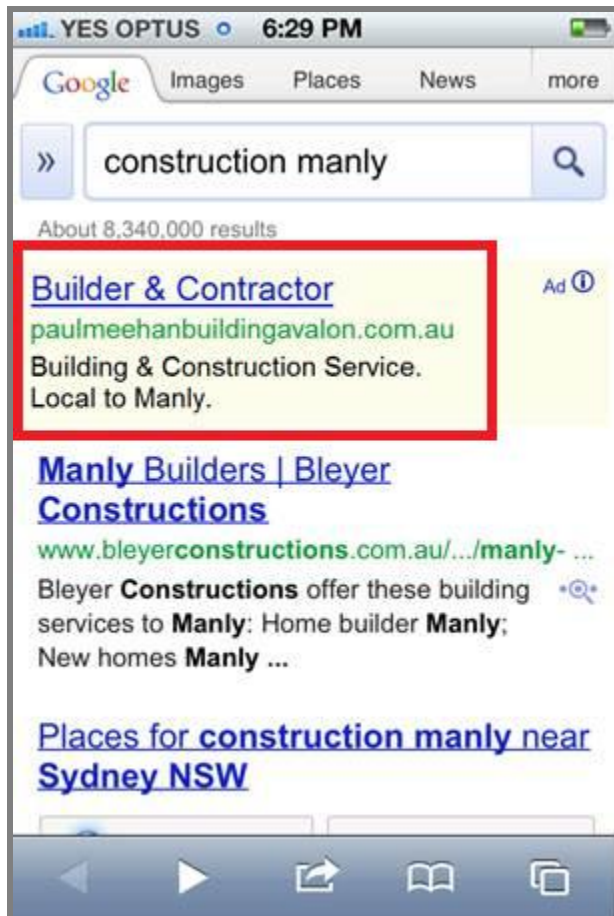 YES OPTUS 6:29 PM
Google Images Places News more
» construction manly
About 8,340,000 results
Builder & Contractor Ad
paulmeehanbuildingavalon.com.au
Building & Construction Service.
Local to Manly.
Manly Builders | Bleyer
Constructions
www.bleyerconstructions.com.au/.../manly- ...
Bleyer Constructions offer these building
services to Manly: Home builder Manly;
New homes Manly ...
Places for construction manly near
Sydney NSW